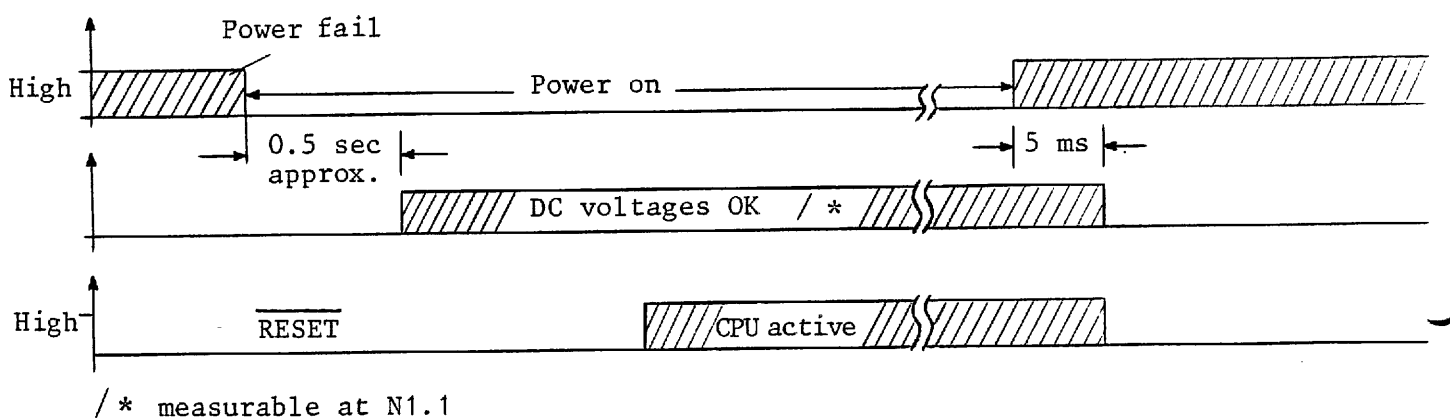 Power fail
High
Power on
0.5 sec
approx.
5 ms
DC voltages OK / *
High
RESET
CPU active
/ * measurable at N1.1